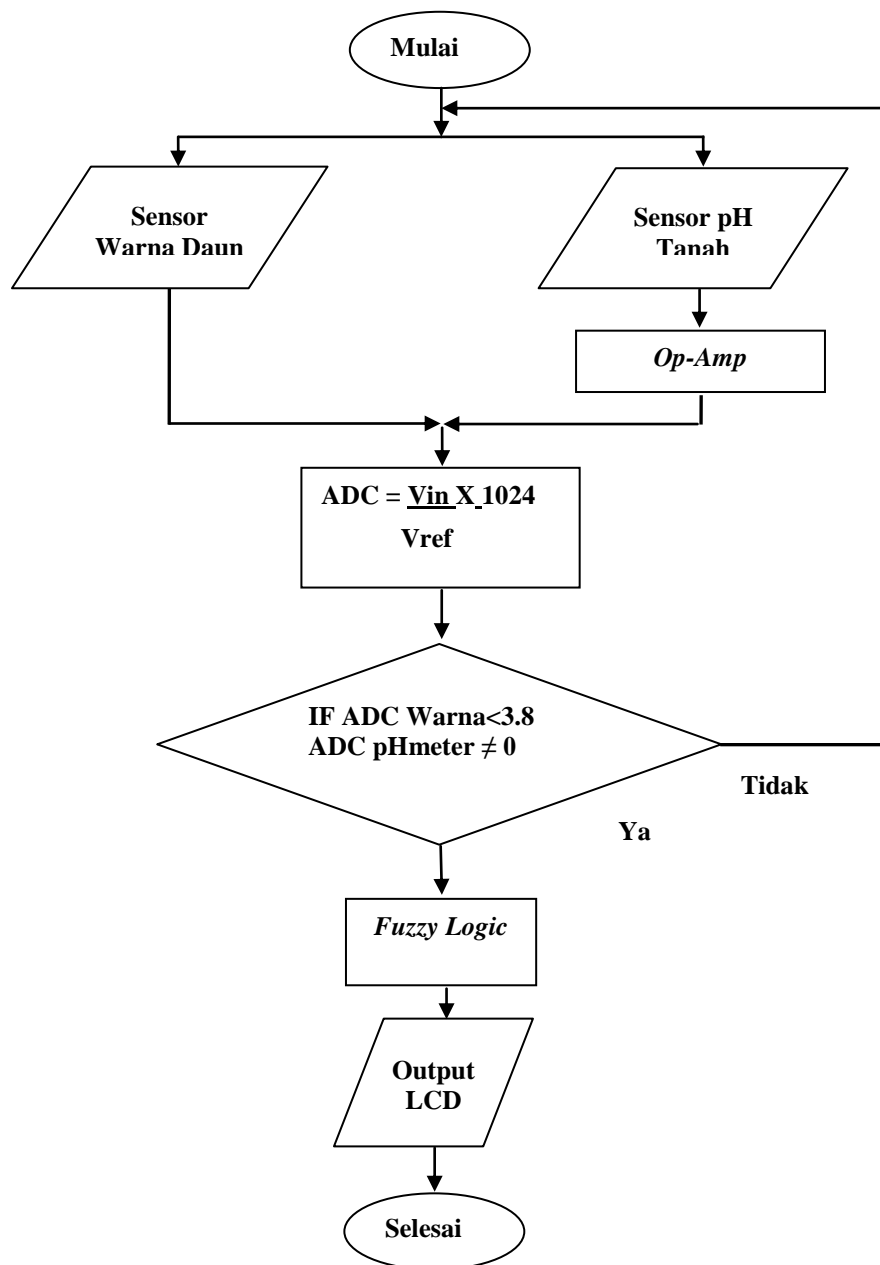 Mulai
Sensor
Warna Daun
Sensor pH
Tanah
Op-Amp
ADC = Vin X 1024
Vref
IF ADC Warna<3.8
ADC pHmeter ≠ 0
Tidak
Ya
Fuzzy Logic
Output
LCD
Selesai